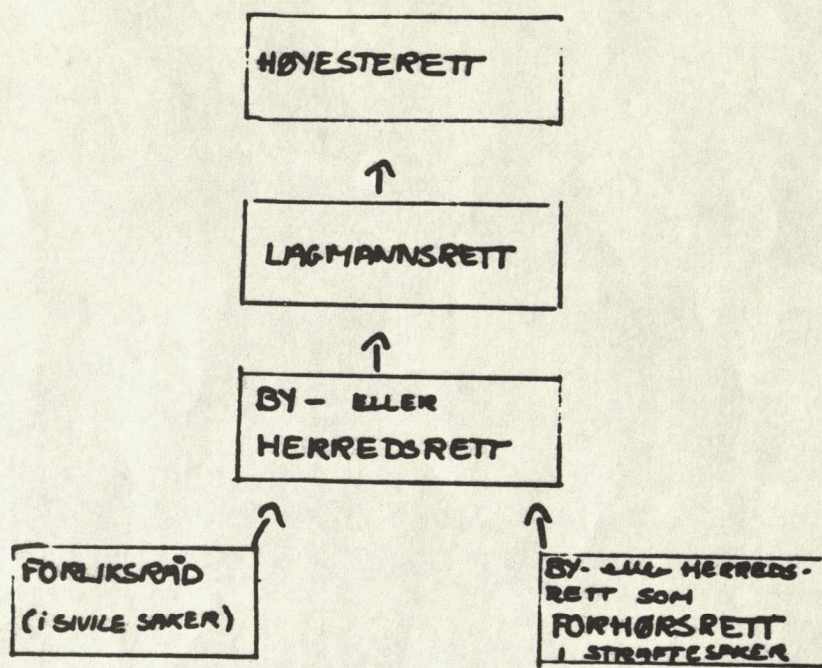 HØYESTERETT
LAGMANNSRETT
BY- ELLER
HERREDSRETT
FORLIKSRÅD
(i SIVILE SAKER)
BY- eller HERREDS-
RETT SOM
FORHØRSRETT
I STRAFFESAKER